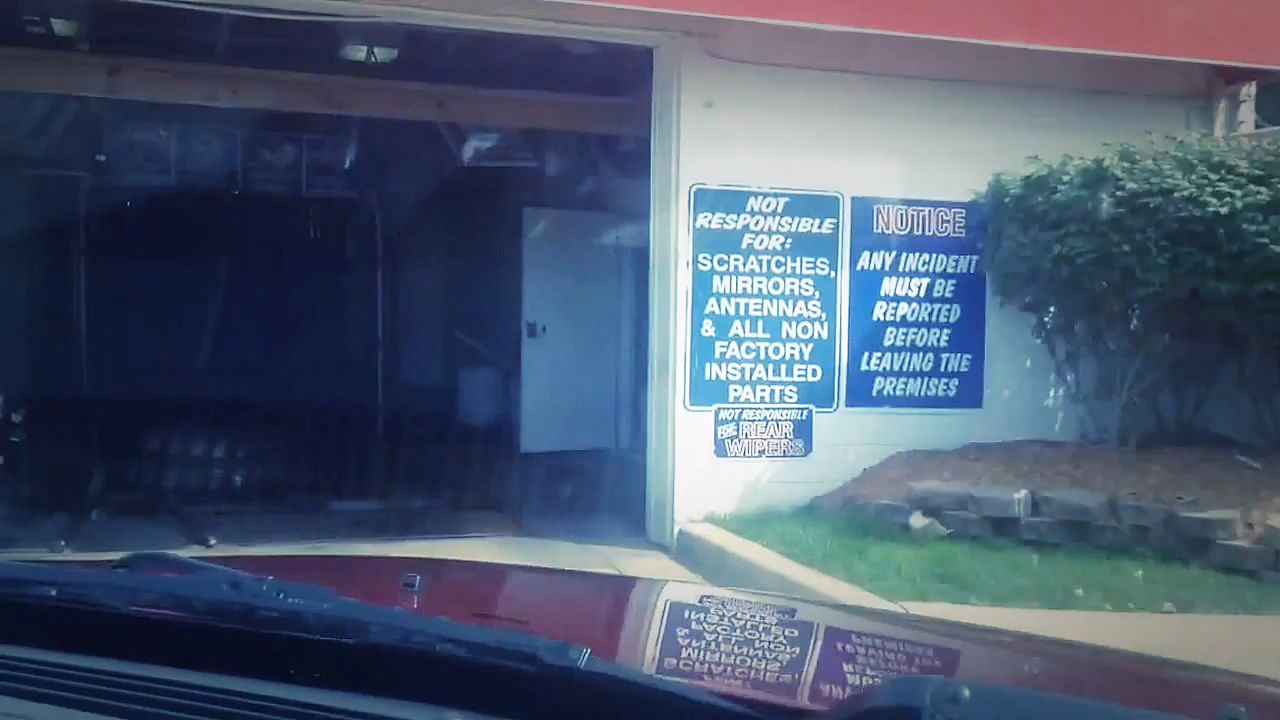 NOT
RESPONSIBLE
FOR:
SCRATCHES,
MIRRORS,
ANTENNAS,
& ALL NON
FACTORY
INSTALLED
PARTS
NOT RESPONSIBLE
FOR REAR
WIPERS
NOTICE
ANY INCIDENT
MUST BE
REPORTED
BEFORE
LEAVING THE
PREMISES